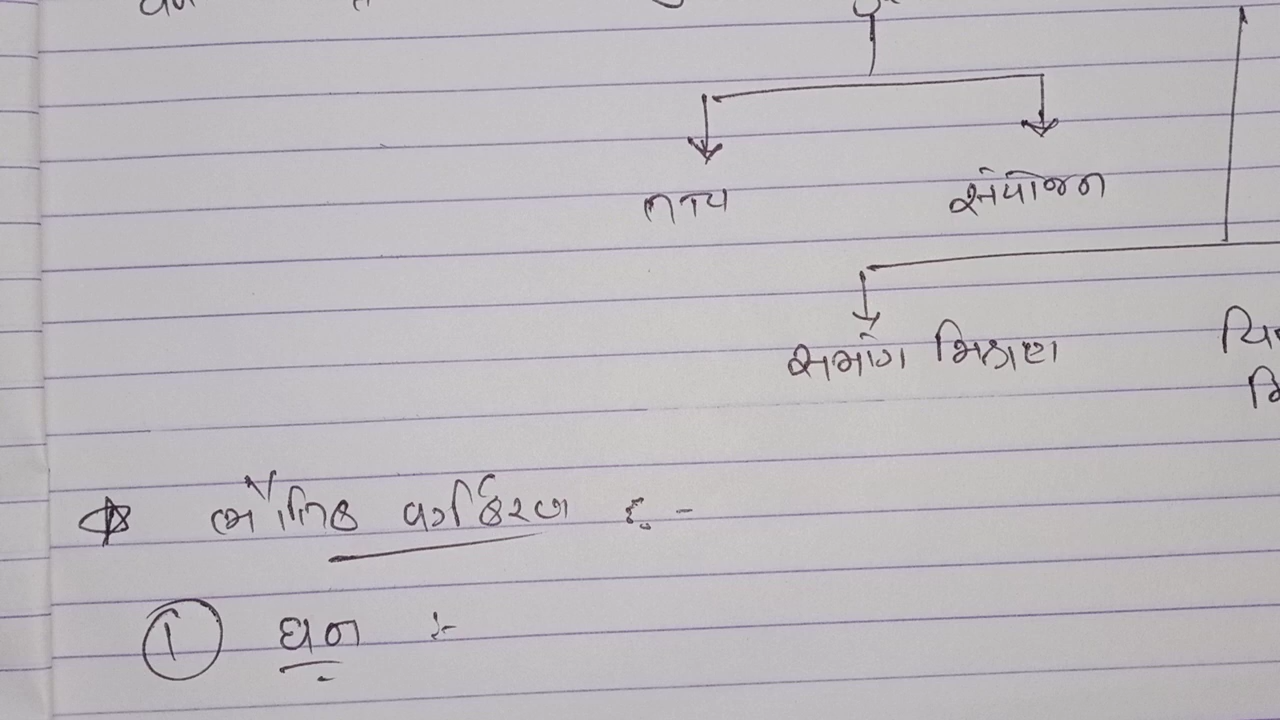 તત્વ સંયોજન
સમાંગ મિશ્રણ
* ભૌતિક વર્ગીકરણ :-
① ઘન :-